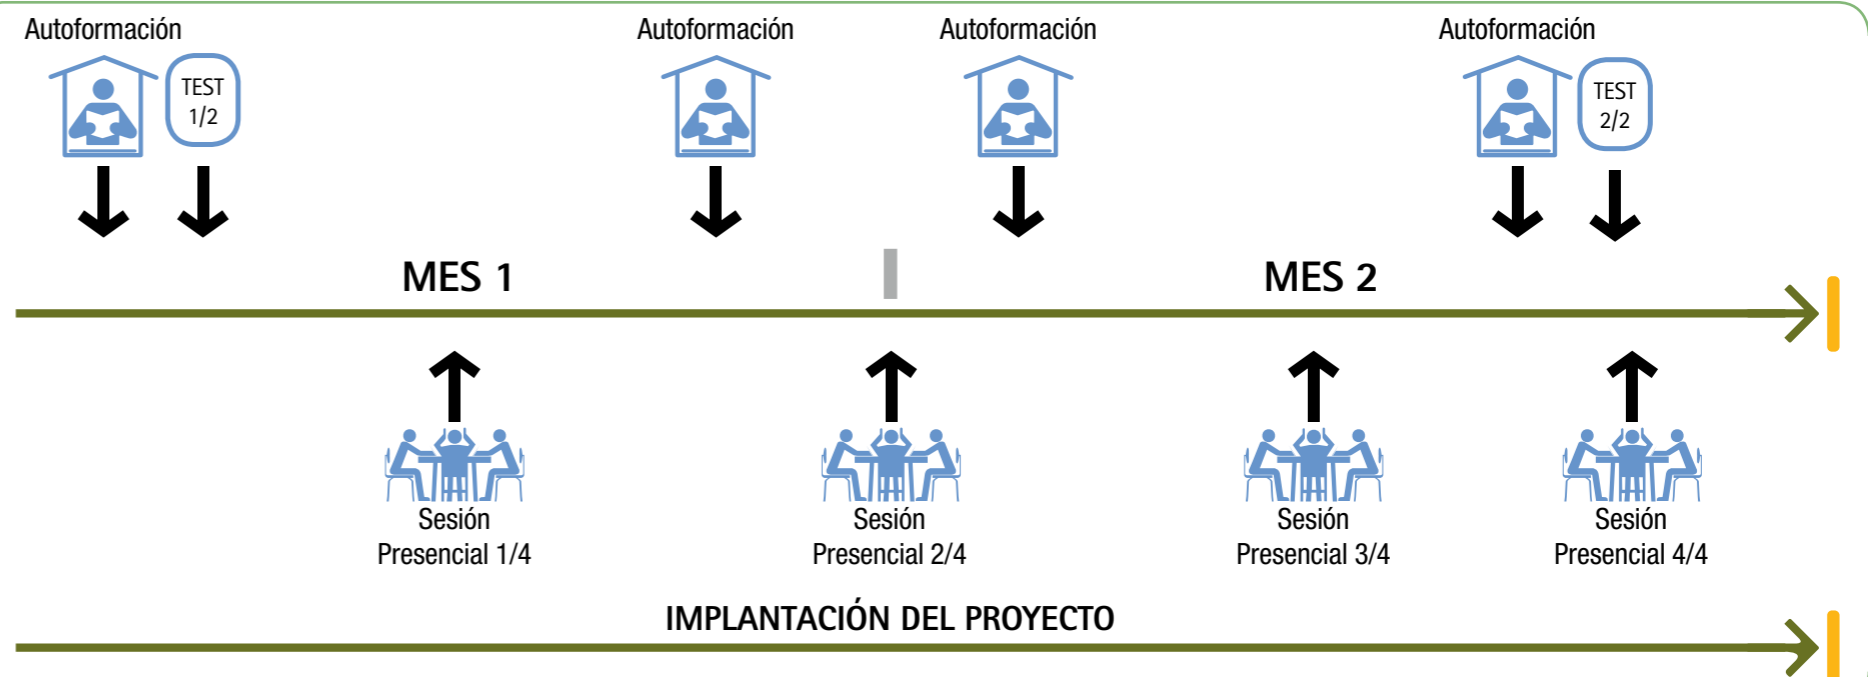 Autoformación
Autoformación
Autoformación
Autoformación
TEST
1/2
TEST
2/2
MES 1
MES 2
Sesión
Presencial 1/4
Sesión
Presencial 2/4
Sesión
Presencial 3/4
Sesión
Presencial 4/4
IMPLANTACIÓN DEL PROYECTO